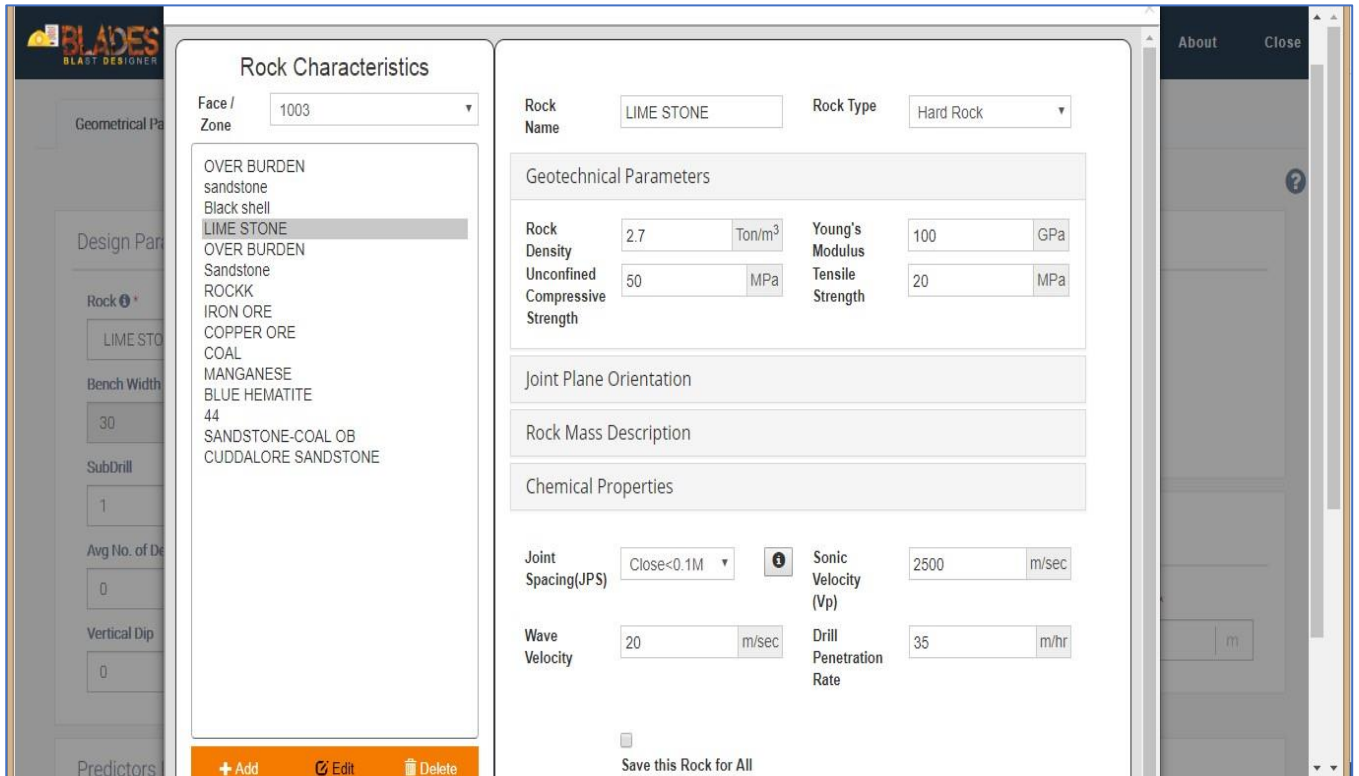 BLADES
BLAST DESIGNER
About Close
Geometrical Pa
Design Par
Rock *
LIME STO
Bench Width
30
SubDrill
1
Avg No. of De
0
Vertical Dip
0
Predictors
Rock Characteristics
Face /
Zone
1003
OVER BURDEN
sandstone
Black shell
LIME STONE
OVER BURDEN
Sandstone
ROCKK
IRON ORE
COPPER ORE
COAL
MANGANESE
BLUE HEMATITE
44
SANDSTONE-COAL OB
CUDDALORE SANDSTONE
+ Add Edit Delete
Rock
Name
LIME STONE
Rock Type
Hard Rock
Geotechnical Parameters
Rock
Density
2.7 Ton/m³
Young's
Modulus
100 GPa
Unconfined
Compressive
Strength
50 MPa
Tensile
Strength
20 MPa
Joint Plane Orientation
Rock Mass Description
Chemical Properties
Joint
Spacing(JPS)
Close<0.1M
Sonic
Velocity
(Vp)
2500 m/sec
Wave
Velocity
20 m/sec
Drill
Penetration
Rate
35 m/hr
Save this Rock for All
m